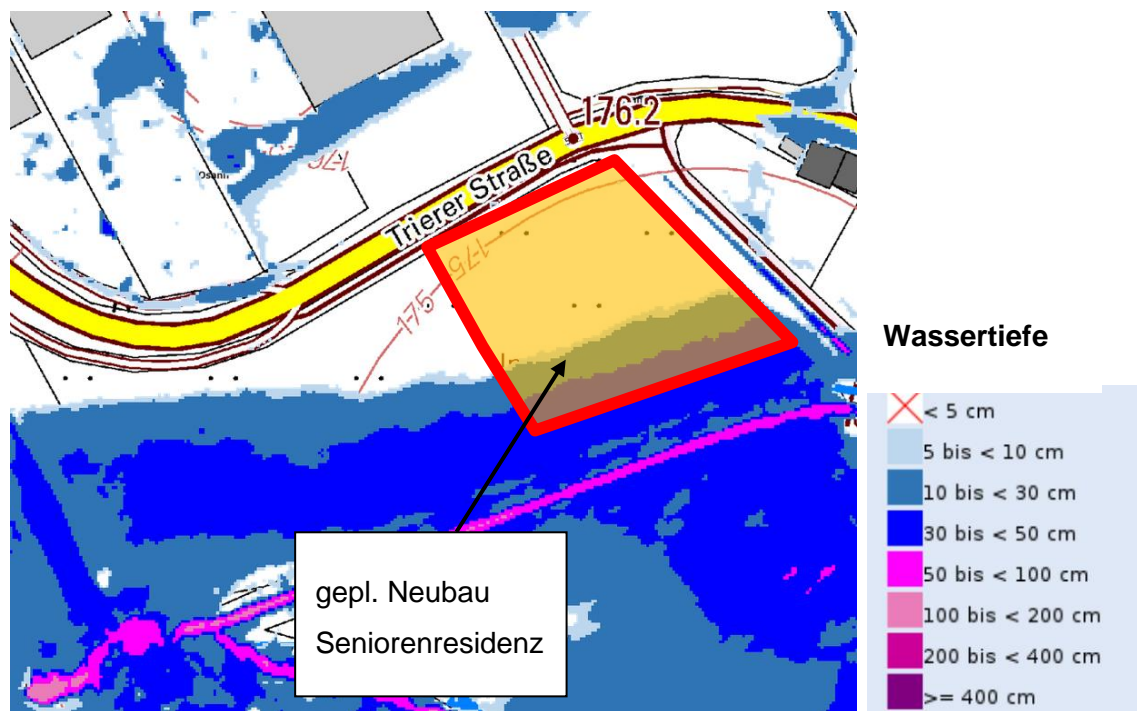 176.2
Trierer Straße
Osann
175
175
gepl. Neubau
Seniorenresidenz
Wassertiefe
< 5 cm
5 bis < 10 cm
10 bis < 30 cm
30 bis < 50 cm
50 bis < 100 cm
100 bis < 200 cm
200 bis < 400 cm
>= 400 cm